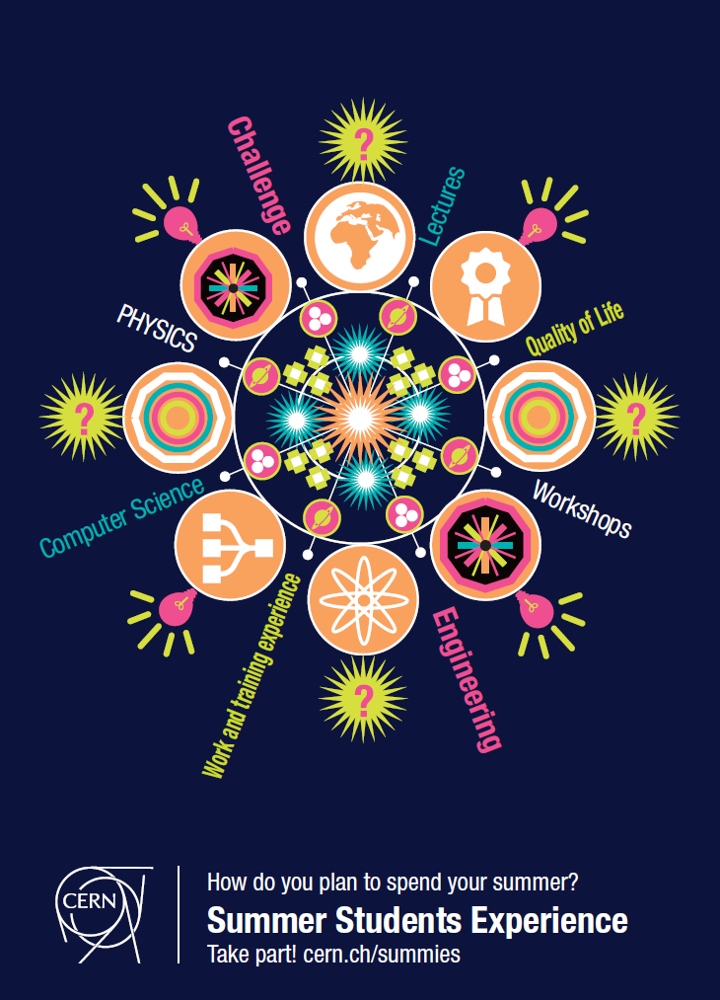 ?
Challenge
Lectures
PHYSICS
Quality of Life
?
?
Computer Science
Workshops
Work and training experience
Engineering
?
CERN
How do you plan to spend your summer?
Summer Students Experience
Take part! cern.ch/summies